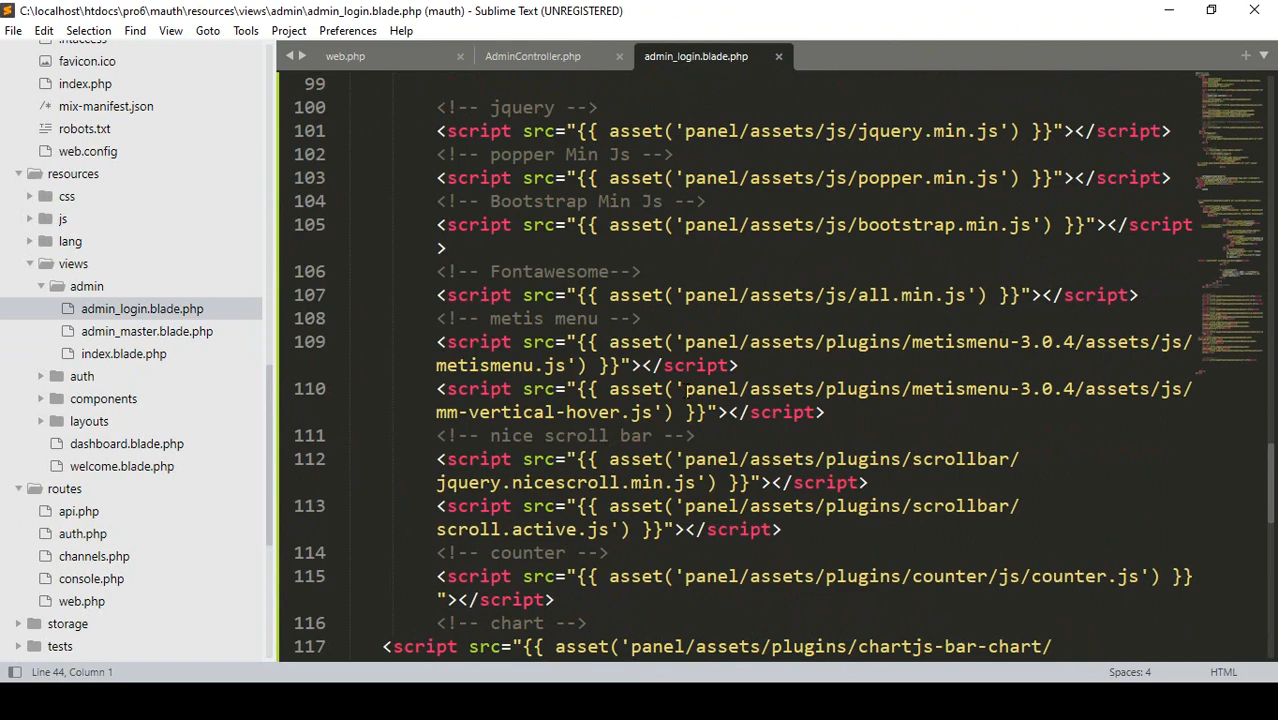 C:\localhost\htdocs\pro6\mauth\resources\views\admin\admin_login.blade.php (mauth) - Sublime Text (UNREGISTERED)
File Edit Selection Find View Goto Tools Project Preferences Help
.htaccess
favicon.ico
index.php
/* mix-manifest.json
robots.txt
web.config
resources
css
js
lang
views
admin
admin_login.blade.php
admin_master.blade.php
index.blade.php
auth
components
layouts
dashboard.blade.php
welcome.blade.php
routes
api.php
auth.php
channels.php
console.php
web.php
storage
tests
web.php AdminController.php admin_login.blade.php
99
100 <!-- jquery -->
101 <script src="{{ asset('panel/assets/js/jquery.min.js') }}"></script>
102 <!-- popper Min Js -->
103 <script src="{{ asset('panel/assets/js/popper.min.js') }}"></script>
104 <!-- Bootstrap Min Js -->
105 <script src="{{ asset('panel/assets/js/bootstrap.min.js') }}"></script
>
106 <!-- Fontawesome-->
107 <script src="{{ asset('panel/assets/js/all.min.js') }}"></script>
108 <!-- metis menu -->
109 <script src="{{ asset('panel/assets/plugins/metismenu-3.0.4/assets/js/
metismenu.js') }}"></script>
110 <script src="{{ asset('panel/assets/plugins/metismenu-3.0.4/assets/js/
mm-vertical-hover.js') }}"></script>
111 <!-- nice scroll bar -->
112 <script src="{{ asset('panel/assets/plugins/scrollbar/
jquery.nicescroll.min.js') }}"></script>
113 <script src="{{ asset('panel/assets/plugins/scrollbar/
scroll.active.js') }}"></script>
114 <!-- counter -->
115 <script src="{{ asset('panel/assets/plugins/counter/js/counter.js') }}
"></script>
116 <!-- chart -->
117 <script src="{{ asset('panel/assets/plugins/chartjs-bar-chart/
Line 44, Column 1 Spaces: 4 HTML